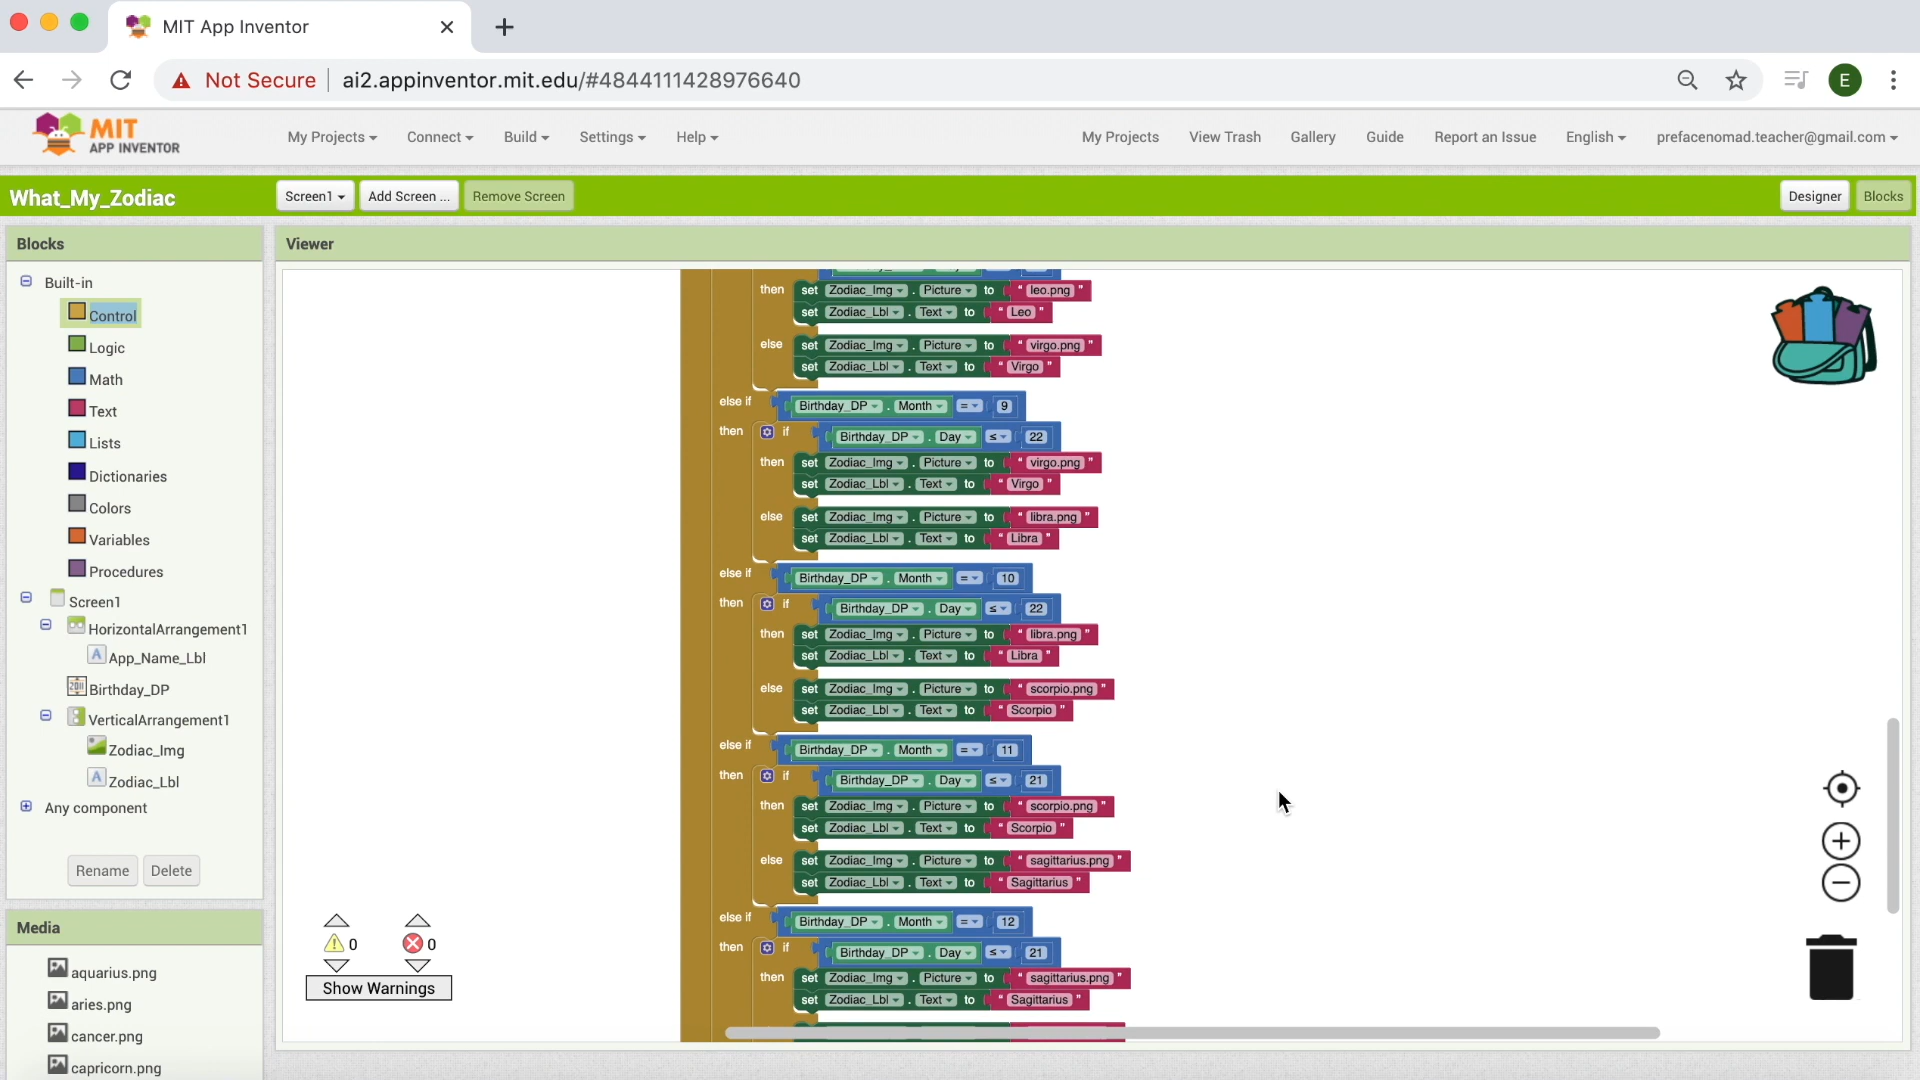 MIT App Inventor
Not Secure ai2.appinventor.mit.edu/#4844111428976640
E
MIT
APP INVENTOR
My Projects Connect Build Settings Help My Projects View Trash Gallery Guide Report an Issue English prefacenomad.teacher@gmail.com
What_My_Zodiac Screen1 Add Screen ... Remove Screen Designer Blocks
Blocks
Viewer
Built-in
Control
Logic
Math
Text
Lists
Dictionaries
Colors
Variables
Procedures
Screen1
HorizontalArrangement1
App_Name_Lbl
Birthday_DP
VerticalArrangement1
Zodiac_Img
Zodiac_Lbl
Any component
Rename Delete
Media
aquarius.png
aries.png
cancer.png
capricorn.png
then set Zodiac_Img . Picture to " leo.png "
set Zodiac_Lbl . Text to " Leo "
else set Zodiac_Img . Picture to " virgo.png "
set Zodiac_Lbl . Text to " Virgo "
else if Birthday_DP . Month = 9
then if Birthday_DP . Day ≤ 22
then set Zodiac_Img . Picture to " virgo.png "
set Zodiac_Lbl . Text to " Virgo "
else set Zodiac_Img . Picture to " libra.png "
set Zodiac_Lbl . Text to " Libra "
else if Birthday_DP . Month = 10
then if Birthday_DP . Day ≤ 22
then set Zodiac_Img . Picture to " libra.png "
set Zodiac_Lbl . Text to " Libra "
else set Zodiac_Img . Picture to " scorpio.png "
set Zodiac_Lbl . Text to " Scorpio "
else if Birthday_DP . Month = 11
then if Birthday_DP . Day ≤ 21
then set Zodiac_Img . Picture to " scorpio.png "
set Zodiac_Lbl . Text to " Scorpio "
else set Zodiac_Img . Picture to " sagittarius.png "
set Zodiac_Lbl . Text to " Sagittarius "
else if Birthday_DP . Month = 12
then if Birthday_DP . Day ≤ 21
then set Zodiac_Img . Picture to " sagittarius.png "
set Zodiac_Lbl . Text to " Sagittarius "
0 0
Show Warnings